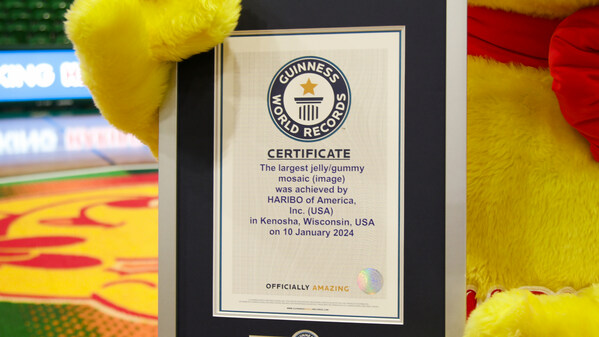 KING
GUINNESS
WORLD RECORDS
CERTIFICATE
The largest jelly/gummy
mosaic (image)
was achieved by
HARIBO of America,
Inc. (USA)
in Kenosha, Wisconsin, USA
on 10 January 2024
OFFICIALLY AMAZING